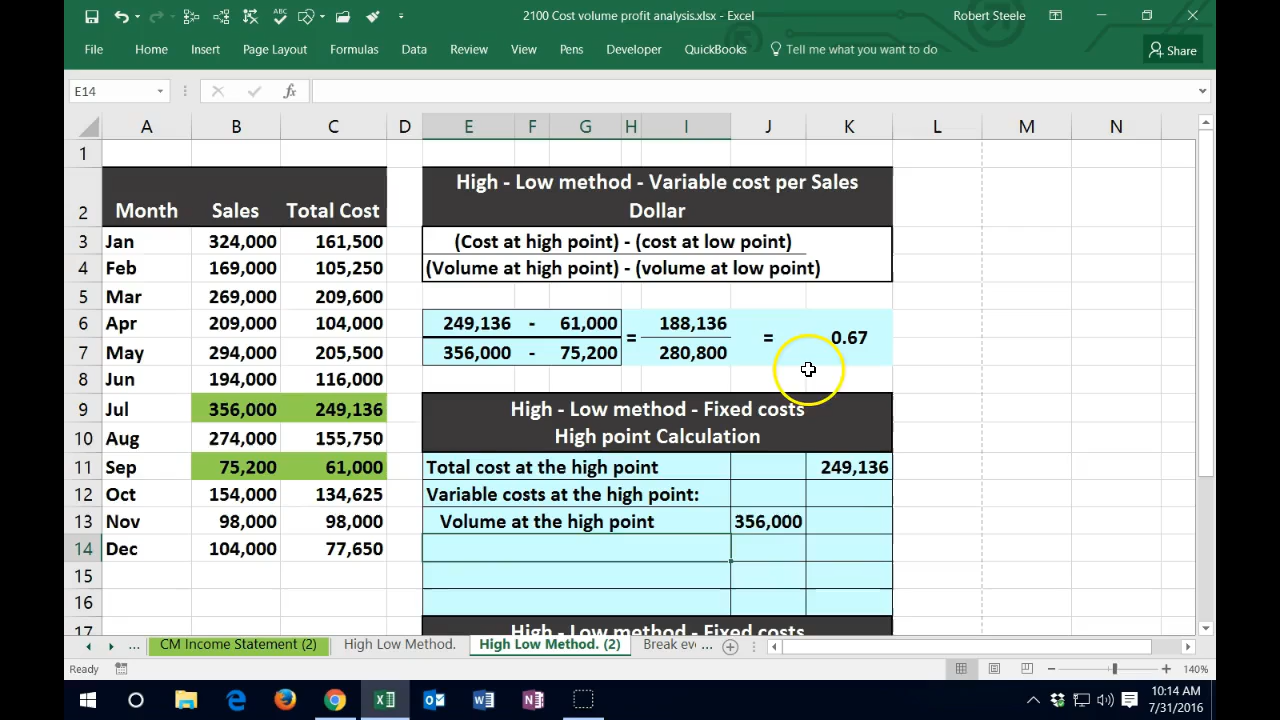 2100 Cost volume profit analysis.xlsx - Excel
Robert Steele
File Home Insert Page Layout Formulas Data Review View Pens Developer QuickBooks Tell me what you want to do Share
E14 fx
A B C D E F G H I J K L M N
1
2 Month Sales Total Cost
High - Low method - Variable cost per Sales
Dollar
3 Jan 324,000 161,500 (Cost at high point) - (cost at low point)
4 Feb 169,000 105,250 (Volume at high point) - (volume at low point)
5 Mar 269,000 209,600
6 Apr 209,000 104,000 249,136 - 61,000 188,136
= = 0.67
7 May 294,000 205,500 356,000 - 75,200 280,800
8 Jun 194,000 116,000
9 Jul 356,000 249,136 High - Low method - Fixed costs
10 Aug 274,000 155,750 High point Calculation
11 Sep 75,200 61,000 Total cost at the high point 249,136
12 Oct 154,000 134,625 Variable costs at the high point:
13 Nov 98,000 98,000 Volume at the high point 356,000
14 Dec 104,000 77,650
15
16
17 High - Low method - Fixed costs
... CM Income Statement (2) High Low Method. High Low Method. (2) Break eve ...
Ready 140%
10:14 AM
7/31/2016